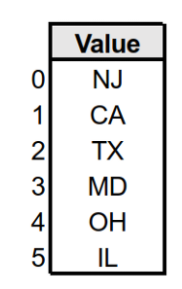 Value
0 NJ
1 CA
2 TX
3 MD
4 OH
5 IL